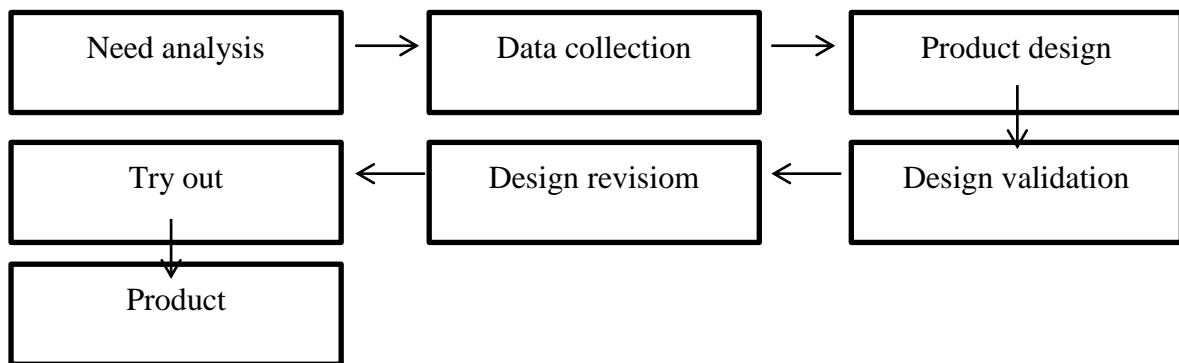 Need analysis
Data collection
Product design
Design validation
Design revisiom
Try out
Product